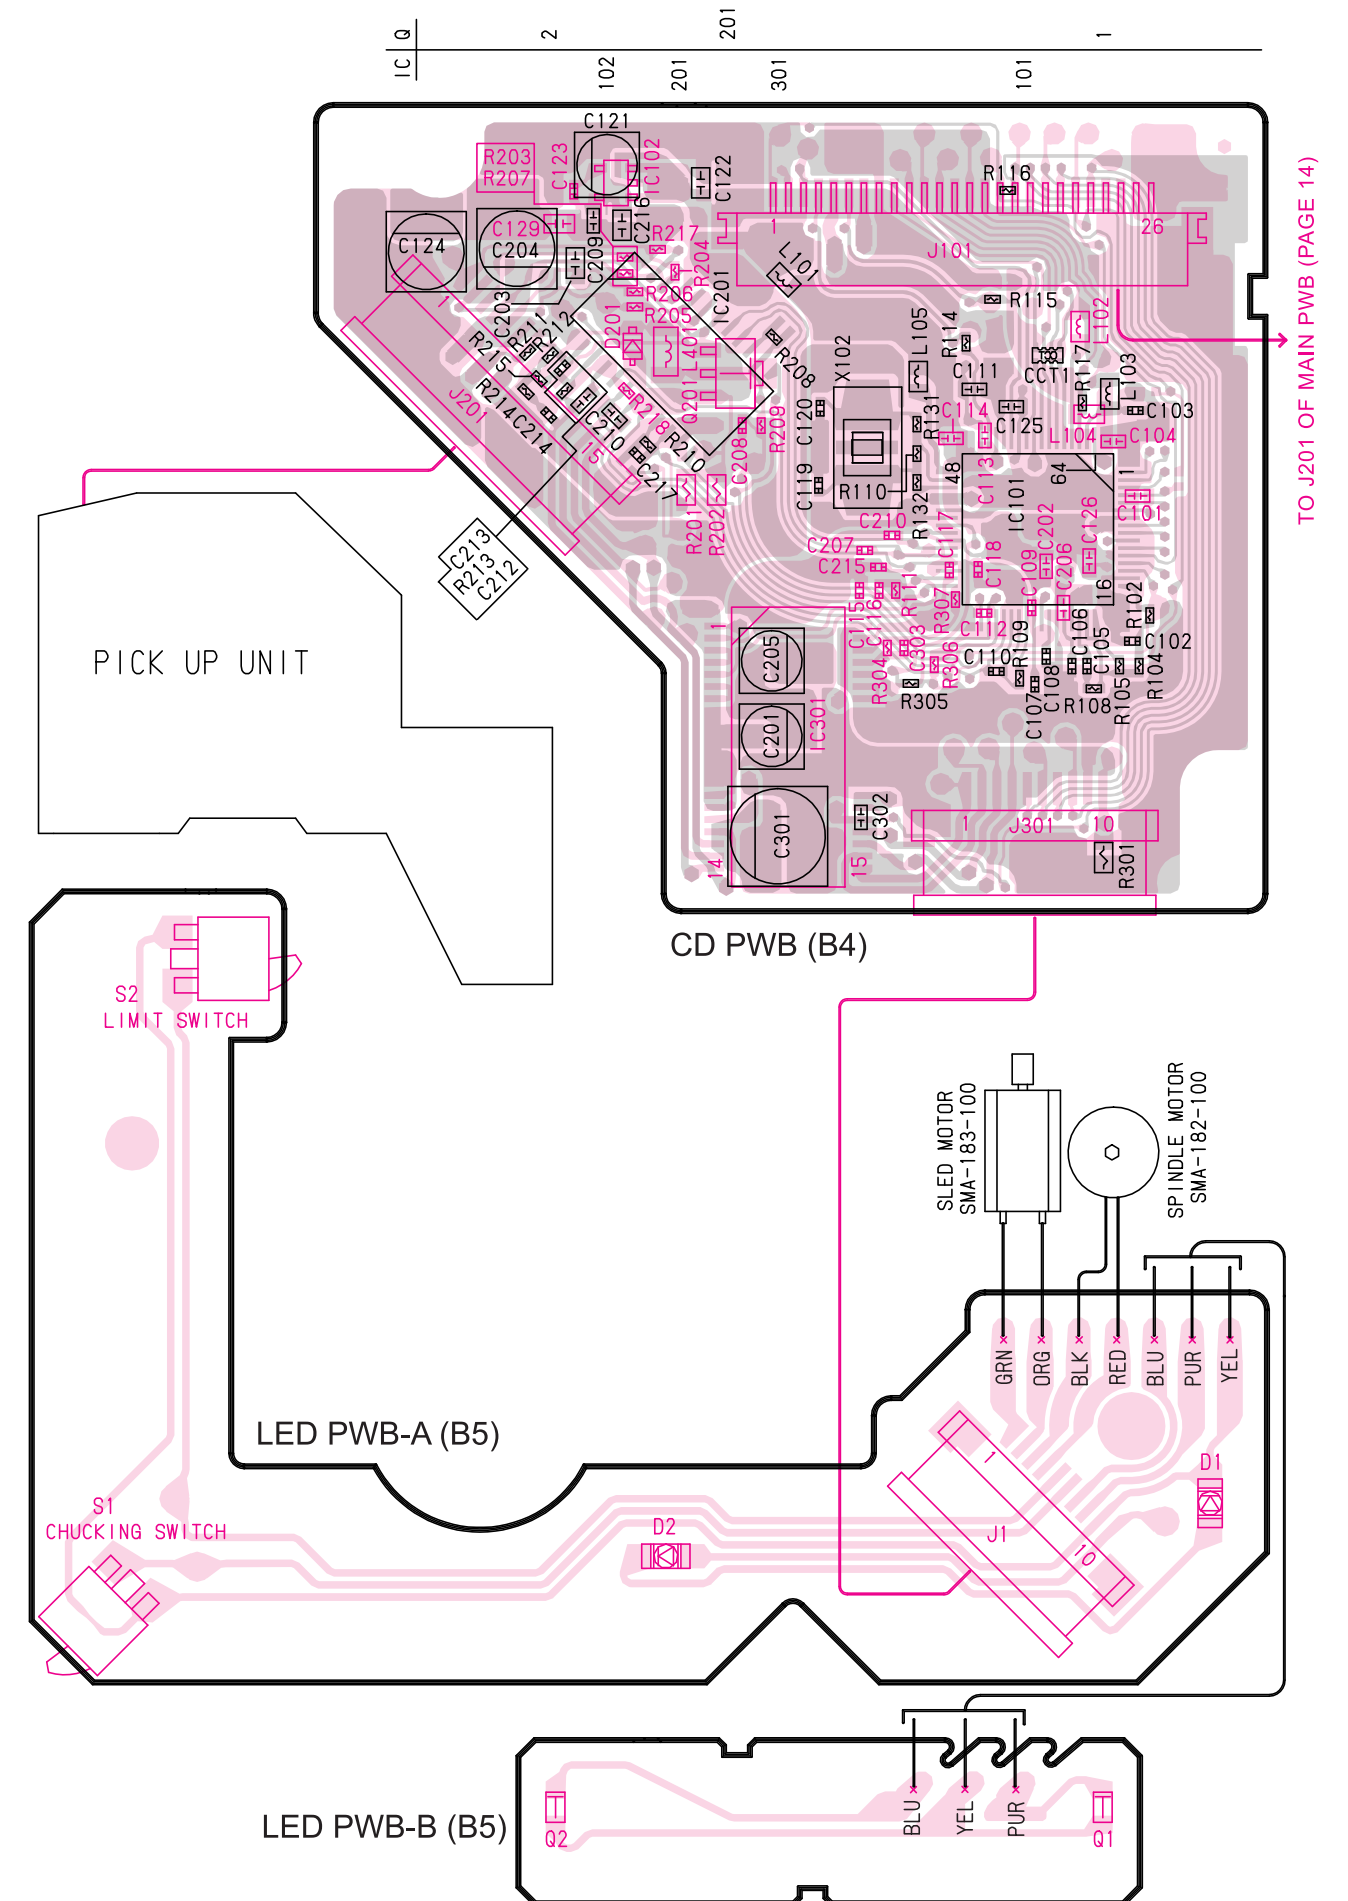 IC Q
2
201
1
102
201
301
101
C121
R203
R207
C123
IC102
C122
R116
C124
C129
C204
C209
C216
R217
R204
1
J101
26
L101
C203
R206
R205
IC201
R115
L102
D201
L401
Q201
R211
R212
R215
R208
X102
L105
R114
CCT1
R117
L103
C111
C125
C103
J201
R214
C214
15
C210
R218
R210
C217
C208
R209
C120
R131
C114
L104
C104
C119
R110
R132
48
C113
64
1
IC101
C101
R201
R202
C210
C207
C215
C117
C118
C202
C126
C213
R213
C212
C115
C116
R111
R307
C112
C109
C206
16
R102
1
C205
R304
C303
R306
C110
R109
C106
C105
C102
R305
C107
C108
R108
R105
R104
C201
IC301
C301
C302
14
15
1
J301
10
R301
TO J201 OF MAIN PWB (PAGE 14)
PICK UP UNIT
CD PWB (B4)
S2
LIMIT SWITCH
SLED MOTOR
SMA-183-100
SPINDLE MOTOR
SMA-182-100
GRN
ORG
BLK
RED
BLU
PUR
YEL
LED PWB-A (B5)
S1
CHUCKING SWITCH
D2
1
J1
10
D1
LED PWB-B (B5)
Q2
BLU
YEL
PUR
Q1